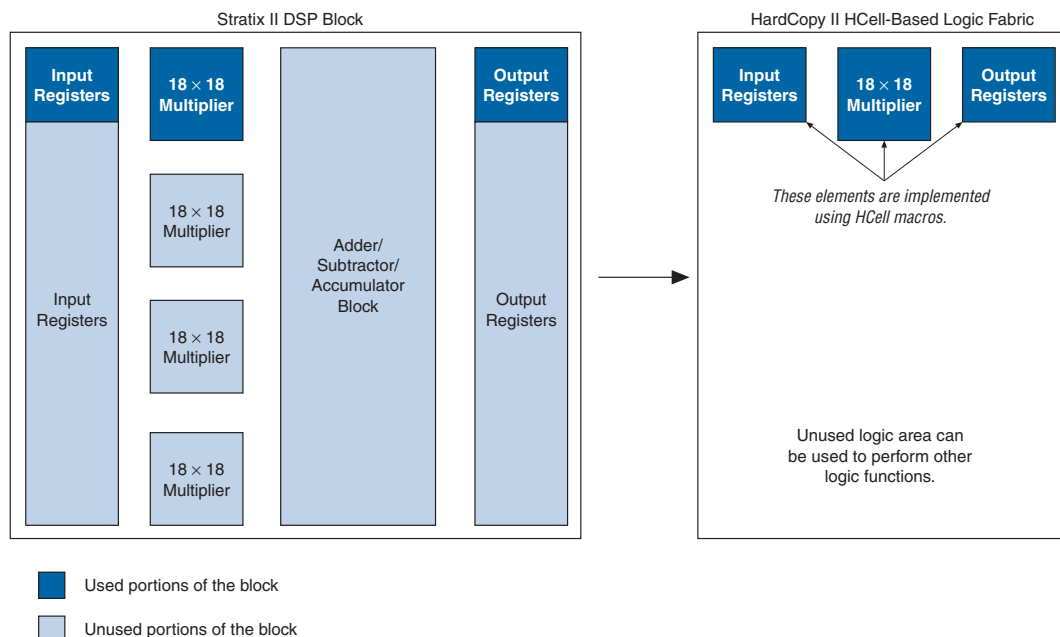 Stratix II DSP Block
HardCopy II HCell-Based Logic Fabric
Input
Registers
18 × 18
Multiplier
Output
Registers
18 × 18
Multiplier
18 × 18
Multiplier
18 × 18
Multiplier
Input
Registers
Adder/
Subtractor/
Accumulator
Block
Output
Registers
Input
Registers
18 × 18
Multiplier
Output
Registers
These elements are implemented
using HCell macros.
Unused logic area can
be used to perform other
logic functions.
Used portions of the block
Unused portions of the block